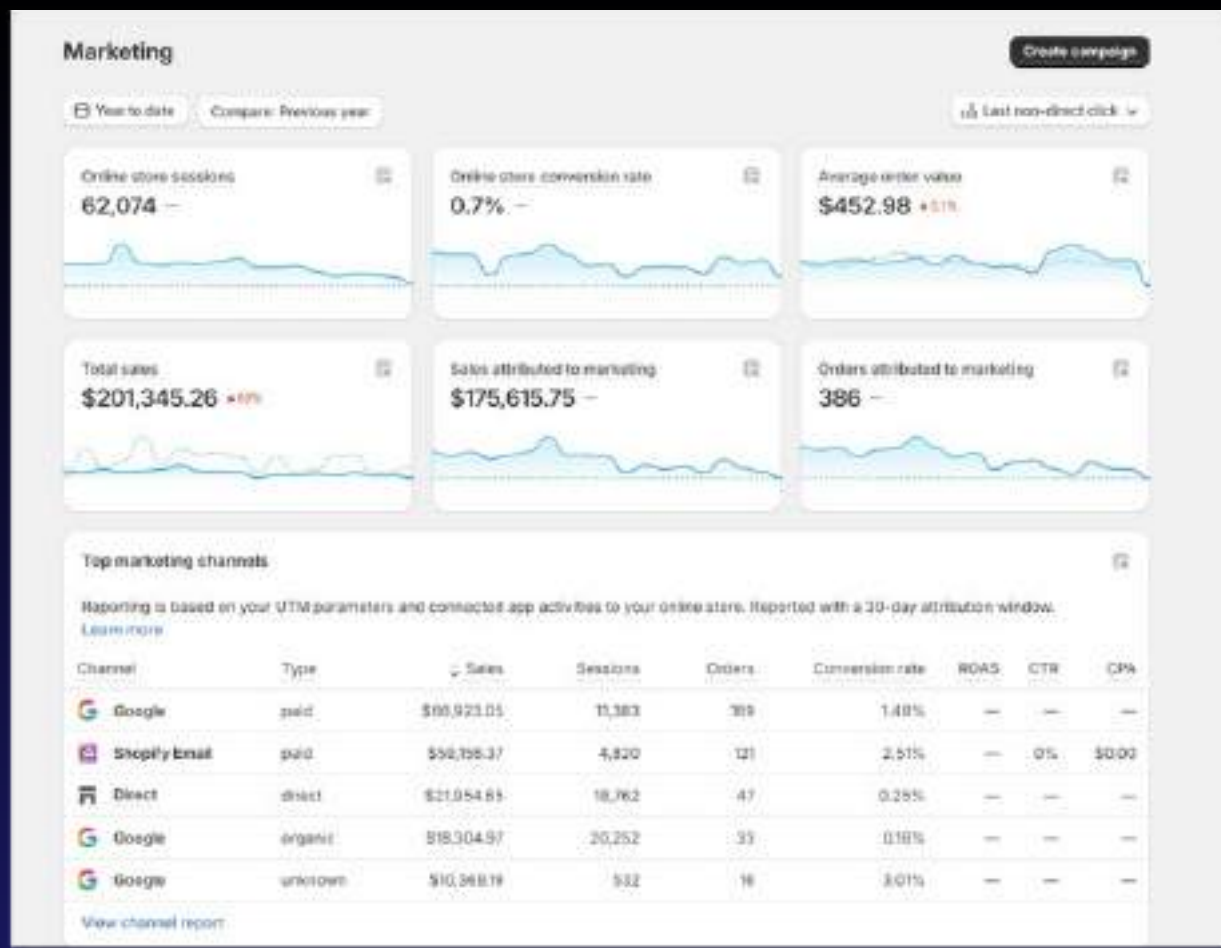 Marketing
Create campaign
Year to date
Compare: Previous year
Last non-direct click
Online store sessions
62,074 —
Online store conversion rate
0.7% —
Average order value
$452.98
Total sales
$201,345.26
Sales attributed to marketing
$175,615.75 —
Orders attributed to marketing
386 —
Top marketing channels
Reporting is based on your UTM parameters and connected app activities to your online store. Reported with a 30-day attribution window.
Learn more
Channel Type Sales Sessions Orders Conversion rate ROAS CTR CPA
Google paid 11,383 — — —
Shopify Email paid 4,820 121 2.51% — 0% $0.00
Direct direct 18,762 47 0.25% — — —
Google organic $18,304.97 20,252 33 0.16% — — —
Google unknown 532 16 3.01% — — —
View channel report